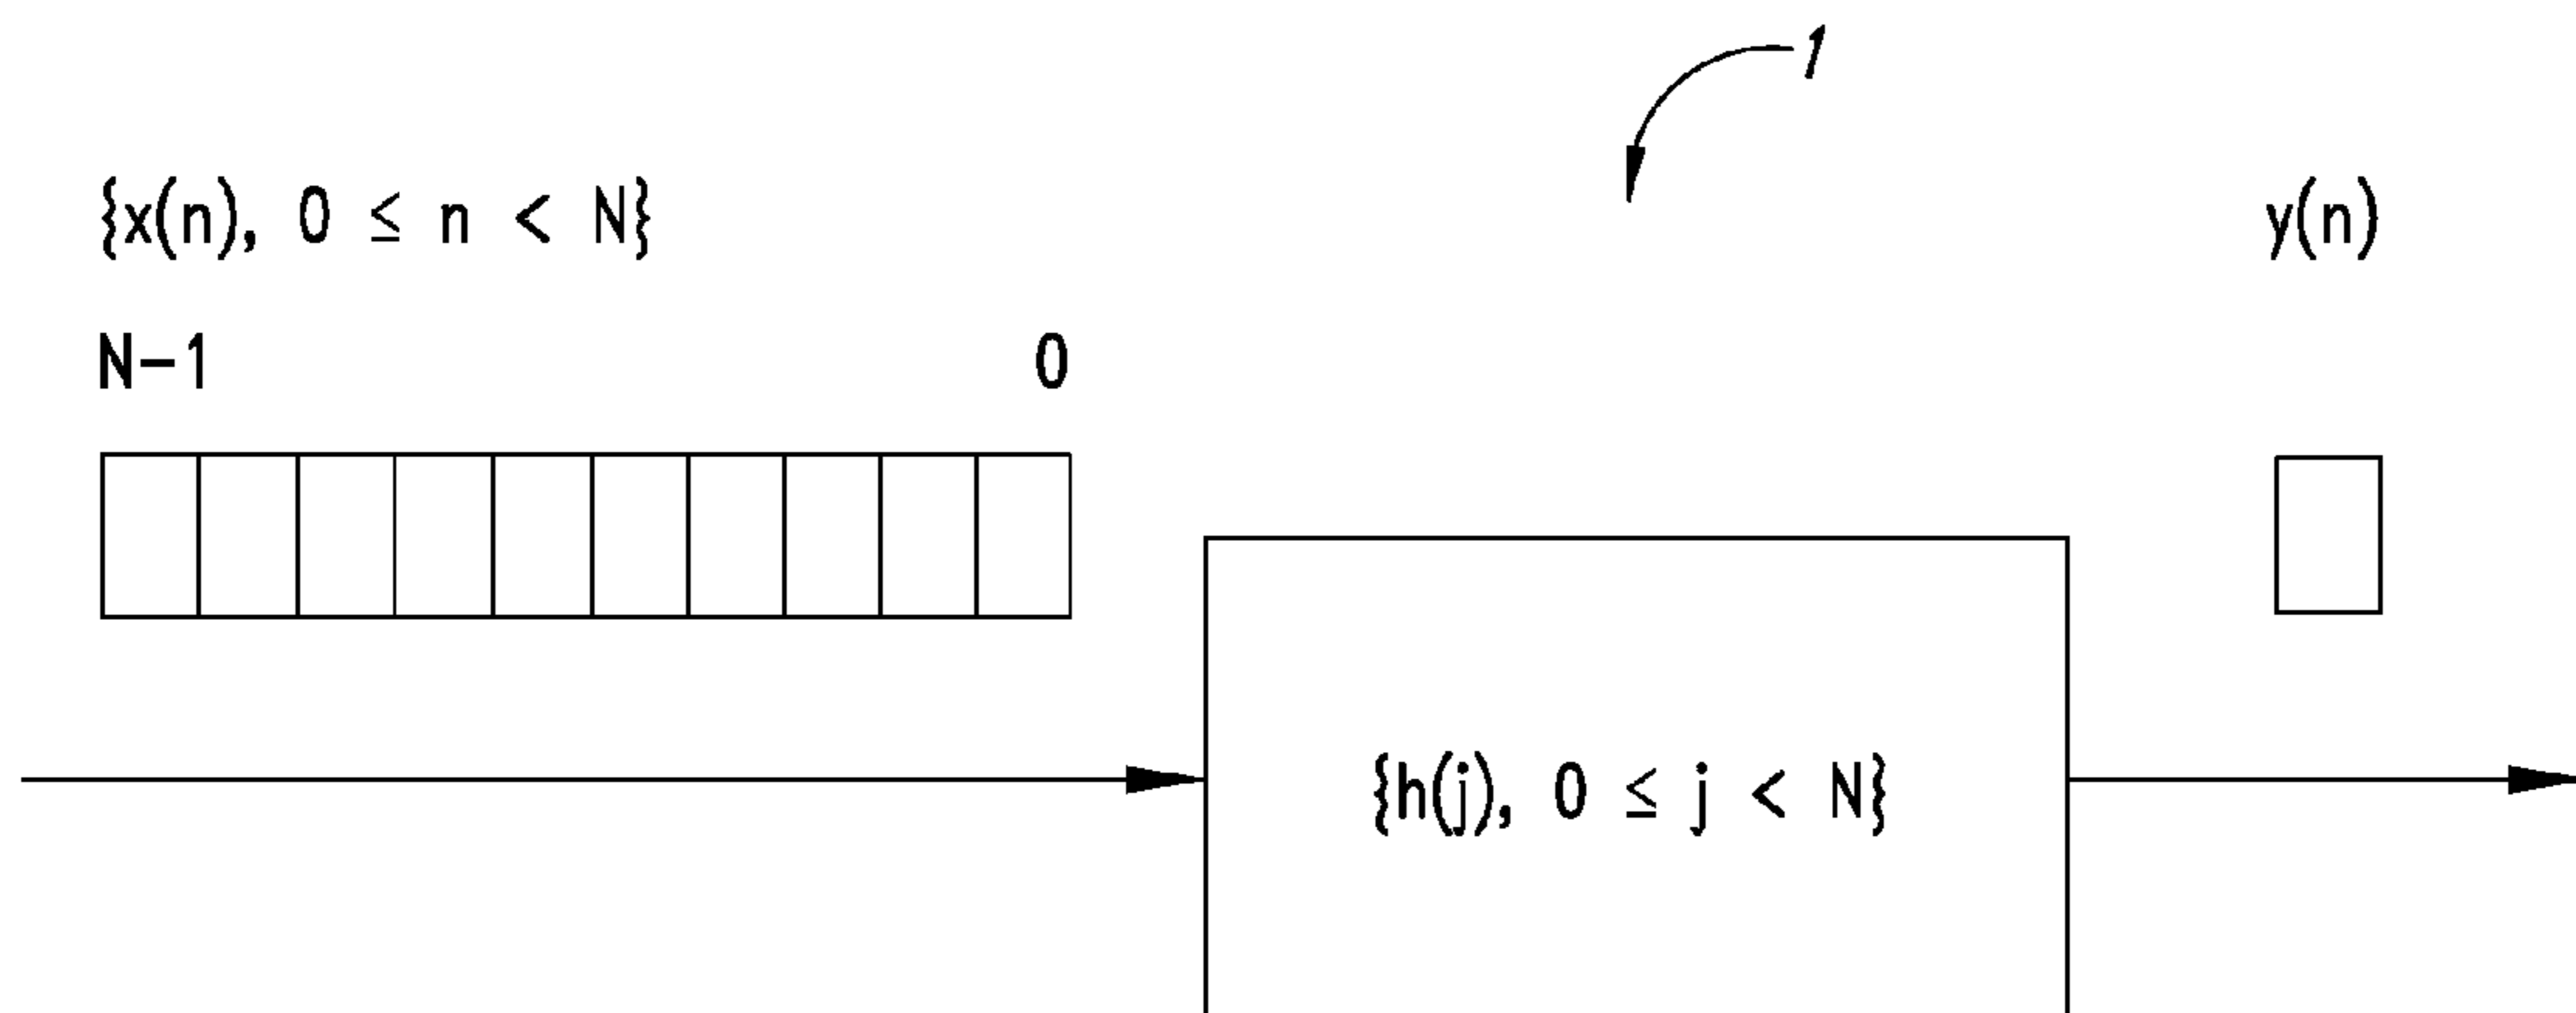 1
{x(n), 0 ≤ n < N}
y(n)
N-1
0
{h(j), 0 ≤ j < N}